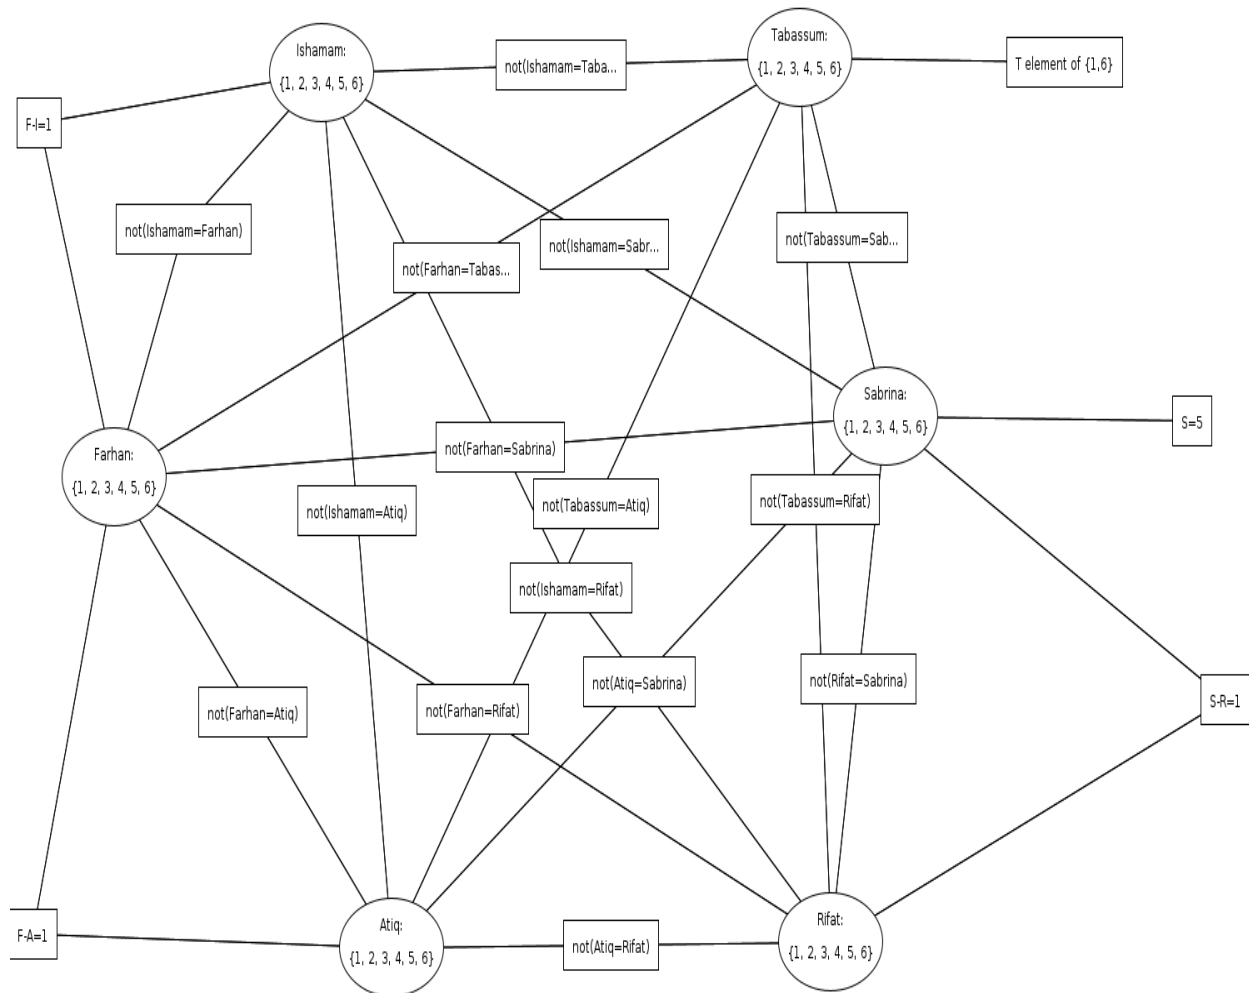 Ishamam:
{1, 2, 3, 4, 5, 6}
Tabassum:
{1, 2, 3, 4, 5, 6}
not(Ishamam=Taba...
T element of {1,6}
F-I=1
not(Ishamam=Farhan)
not(Farhan=Tabas...
not(Ishamam=Sabr...
not(Tabassum=Sab...
Sabrina:
{1, 2, 3, 4, 5, 6}
S=5
Farhan:
{1, 2, 3, 4, 5, 6}
not(Farhan=Sabrina)
not(Ishamam=Atiq)
not(Tabassum=Atiq)
not(Tabassum=Rifat)
not(Ishamam=Rifat)
not(Farhan=Atiq)
not(Farhan=Rifat)
not(Atiq=Sabrina)
not(Rifat=Sabrina)
S-R=1
F-A=1
Atiq:
{1, 2, 3, 4, 5, 6}
not(Atiq=Rifat)
Rifat:
{1, 2, 3, 4, 5, 6}